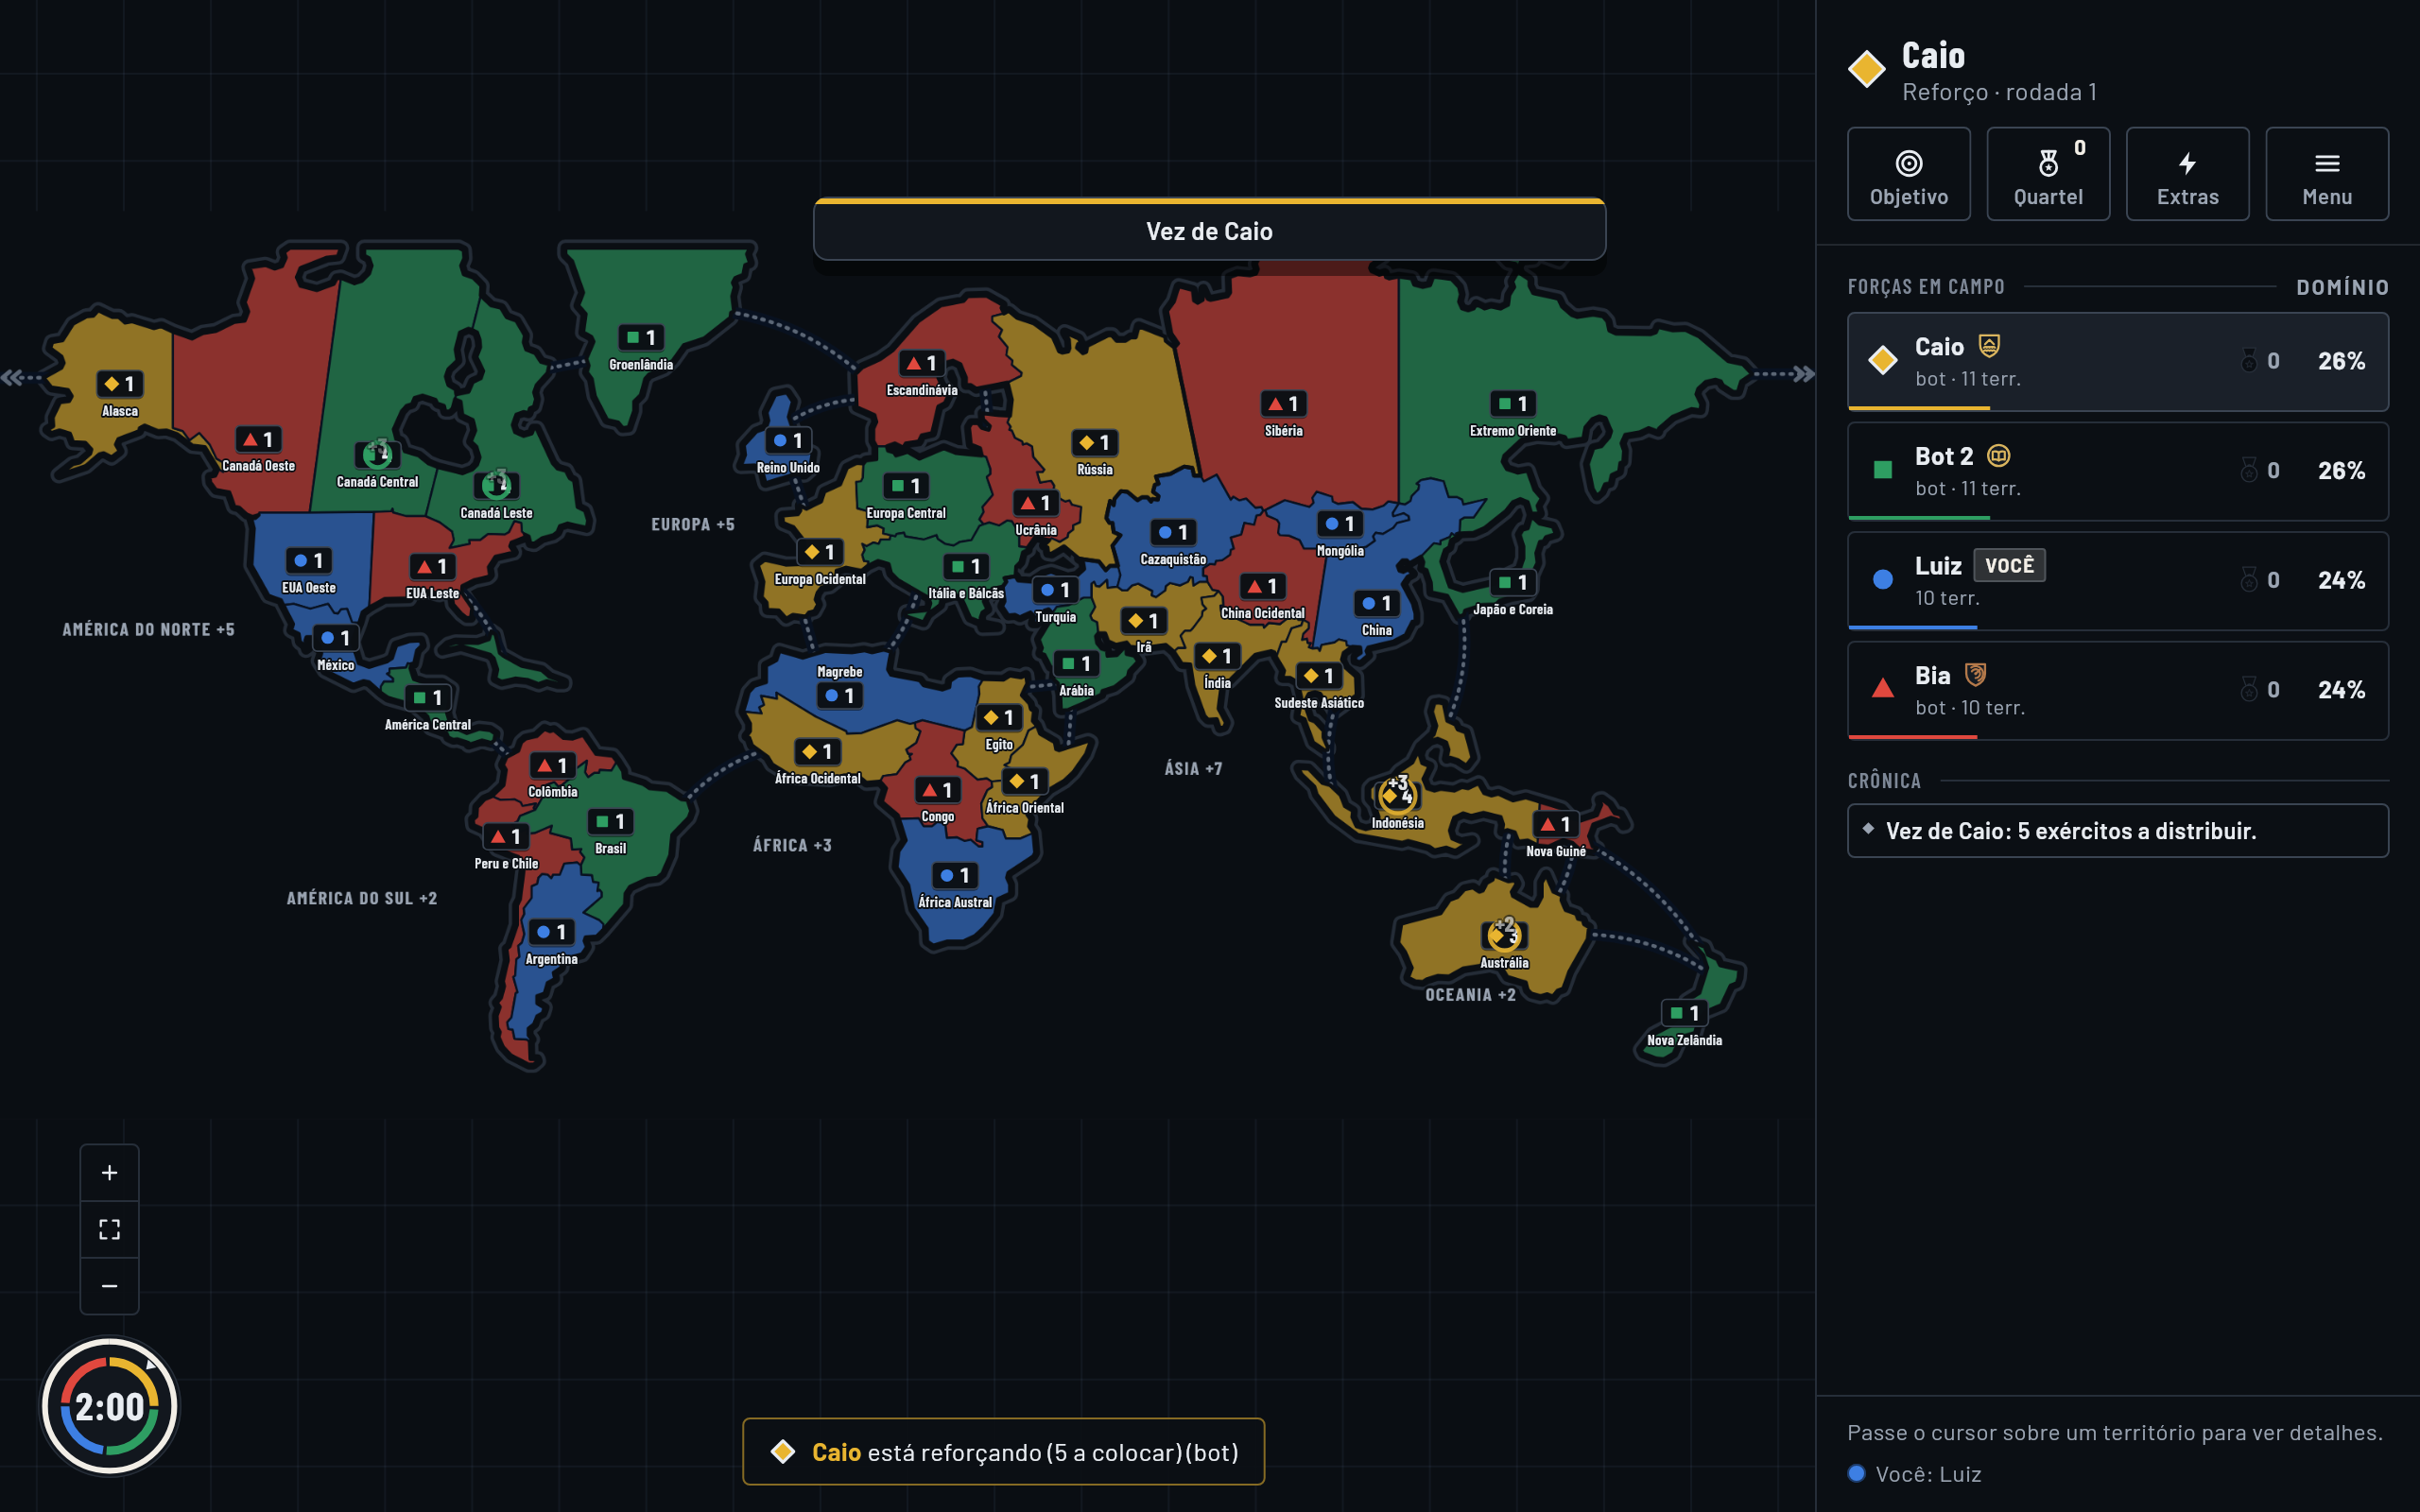 Vez de Caio
1
Groenlândia
1
Alasca
1
Canadá Oeste
Canadá Central
Canadá Leste
1
EUA Oeste
1
EUA Leste
1
México
1
América Central
AMÉRICA DO NORTE +5
1
Colômbia
1
Peru e Chile
1
Brasil
1
Argentina
AMÉRICA DO SUL +2
1
Escandinávia
1
Reino Unido
1
Rússia
1
Europa Central
1
Ucrânia
EUROPA +5
1
Europa Ocidental
1
Itália e Bálcãs
1
Sibéria
1
Extremo Oriente
1
Cazaquistão
1
Mongólia
1
Turquia
1
China Ocidental
1
China
1
Japão e Coreia
1
Irã
1
Índia
1
Arábia
1
Sudeste Asiático
ÁSIA +7
Magrebe
1
1
Egito
1
África Ocidental
1
África Oriental
1
Congo
1
África Austral
ÁFRICA +3
+3
4
Indonésia
1
Nova Guiné
+2
3
Austrália
OCEANIA +2
1
Nova Zelândia
+
−
2:00
Caio está reforçando (5 a colocar) (bot)
Caio
Reforço · rodada 1
Objetivo
0
Quartel
Extras
Menu
FORÇAS EM CAMPO DOMÍNIO
Caio 0 26%
bot · 11 terr.
Bot 2 0 26%
bot · 11 terr.
Luiz VOCÊ 0 24%
10 terr.
Bia 0 24%
bot · 10 terr.
CRÔNICA
Vez de Caio: 5 exércitos a distribuir.
Passe o cursor sobre um território para ver detalhes.
Você: Luiz